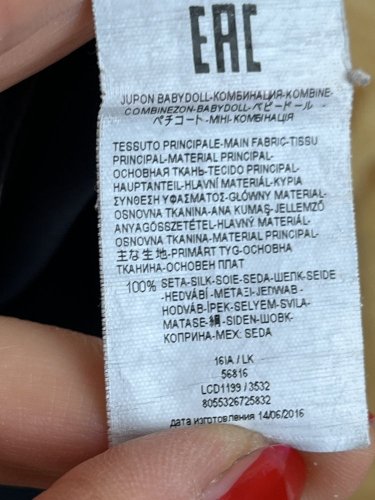 EAC
JUPON BABYDOLL-КОМБИНАЦИЯ-KOMBINE-
COMBINEZON-BABYDOLL-ベビードール
ペチコート-МІНІ-КОМБІНАЦІЯ
TESSUTO PRINCIPALE-MAIN FABRIC-TISSU
PRINCIPAL-MATERIAL PRINCIPAL-
ОСНОВНАЯ ТКАНЬ-TECIDO PRINCIPAL-
HAUPTANTEIL-HLAVNÍ MATERIÁL-ΚΥΡΙΑ
ΣΥΝΘΕΣΗ ΥΦΑΣΜΑΤΟΣ-GŁÓWNY MATERIAŁ-
OSNOVNA TKANINA-ANA KUMAŞ-JELLEMZŐ
ANYAGÖSSZETÉTEL-HLAVNÝ MATERIÁL-
OSNOVNA TKANINA-MATERIAL PRINCIPAL-
主な生地-PRIMÄRT TYG-ОСНОВНА
ТКАНИНА-ОСНОВЕН ПЛАТ
100% SETA-SILK-SOIE-SEDA-ШЕЛК-SEIDE
-HEDVÁBÍ-ΜΕΤΑΞΙ-JEDWAB-
HODVÁB-İPEK-SELYEM-SVILA-
MATASE-絹-SIDEN-ШОВК-
КОПРИНА-MEX: SEDA
16IA / LK
56816
LCD1199 / 3532
8055326725832
дата изготовления 14/06/2016